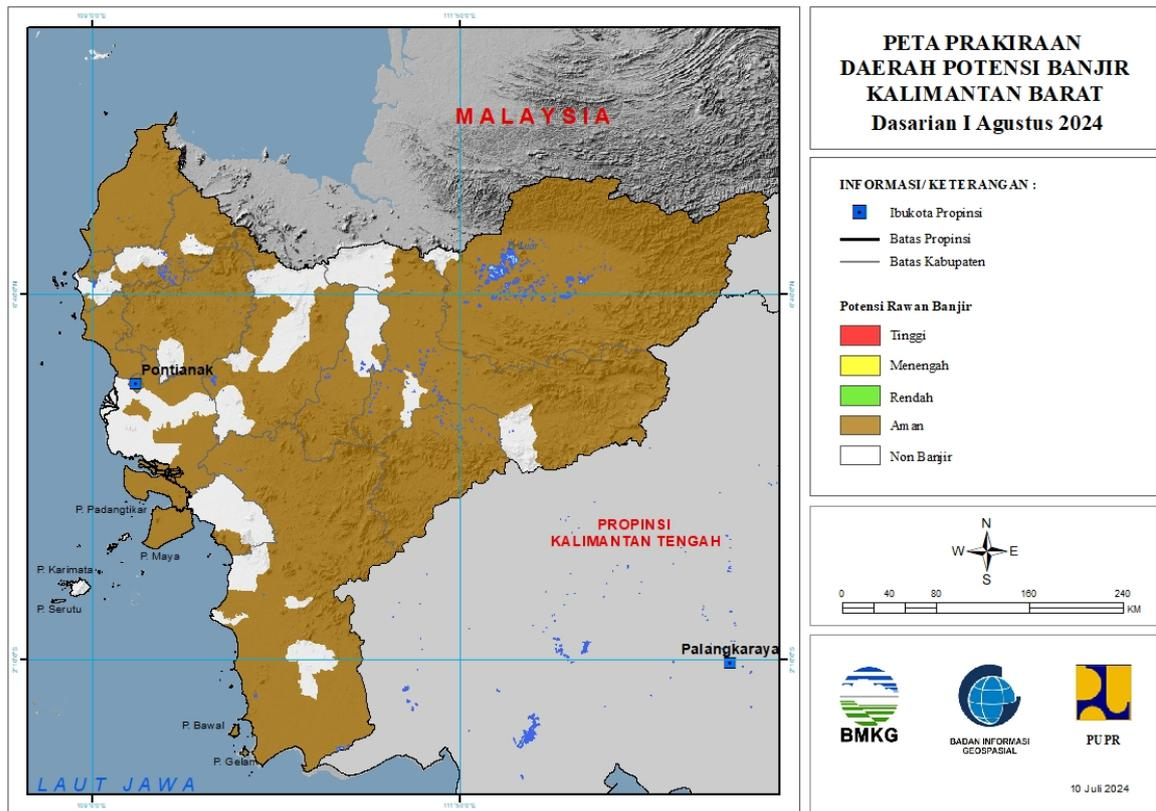 PETA PRAKIRAAN
DAERAH POTENSI BANJIR
KALIMANTAN BARAT
Dasarian I Agustus 2024
INFORMASI/KETERANGAN :
Ibukota Propinsi
Batas Propinsi
Batas Kabupaten
Potensi Rawan Banjir
Tinggi
Menengah
Rendah
Aman
Non Banjir
N
W E
S
0 40 80 160 240
KM
BMKG
BADAN INFORMASI
GEOSPASIAL
PUPR
10 Juli 2024
MALAYSIA
Pontianak
PROPINSI
KALIMANTAN TENGAH
P. Padangtikar
P. Maya
P. Karimata
P. Serutu
Palangkaraya
P. Bawal
P. Gelam
LAUT JAWA